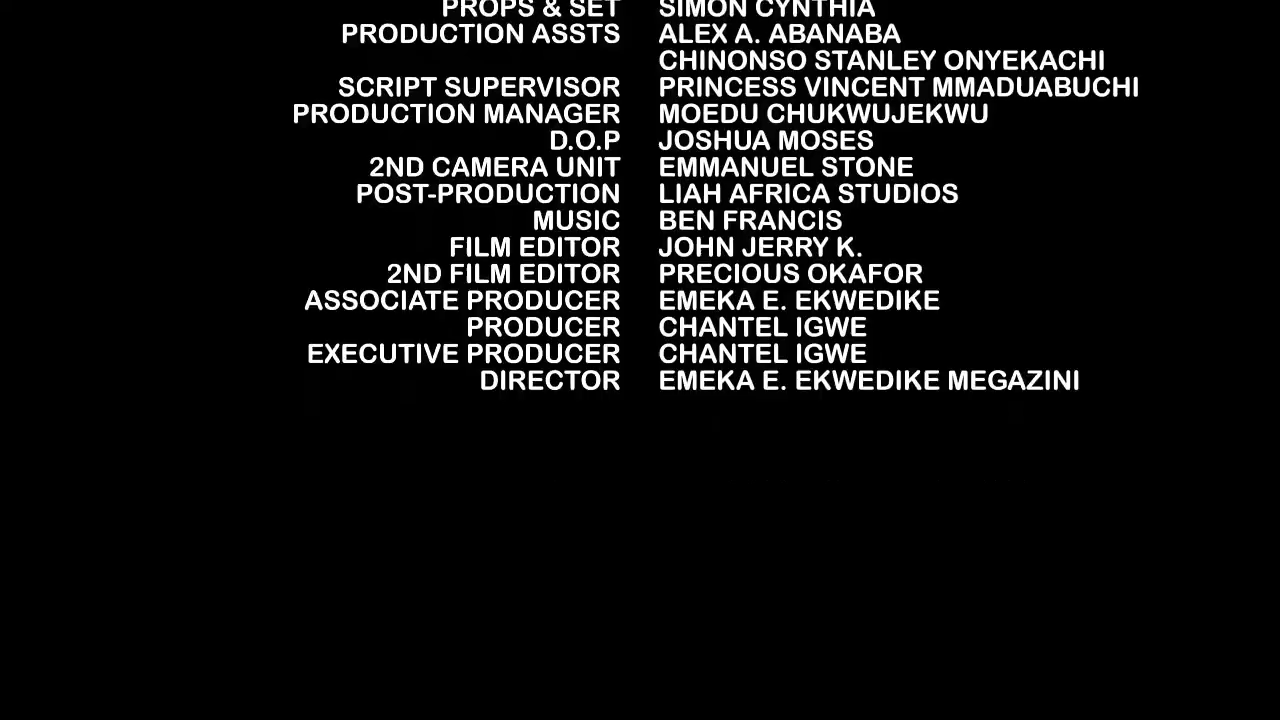 PROPS & SET SIMON CYNTHIA
PRODUCTION ASSTS ALEX A. ABANABA
CHINONSO STANLEY ONYEKACHI
SCRIPT SUPERVISOR PRINCESS VINCENT MMADUABUCHI
PRODUCTION MANAGER MOEDU CHUKWUJEKWU
D.O.P JOSHUA MOSES
2ND CAMERA UNIT EMMANUEL STONE
POST-PRODUCTION LIAH AFRICA STUDIOS
MUSIC BEN FRANCIS
FILM EDITOR JOHN JERRY K.
2ND FILM EDITOR PRECIOUS OKAFOR
ASSOCIATE PRODUCER EMEKA E. EKWEDIKE
PRODUCER CHANTEL IGWE
EXECUTIVE PRODUCER CHANTEL IGWE
DIRECTOR EMEKA E. EKWEDIKE MEGAZINI